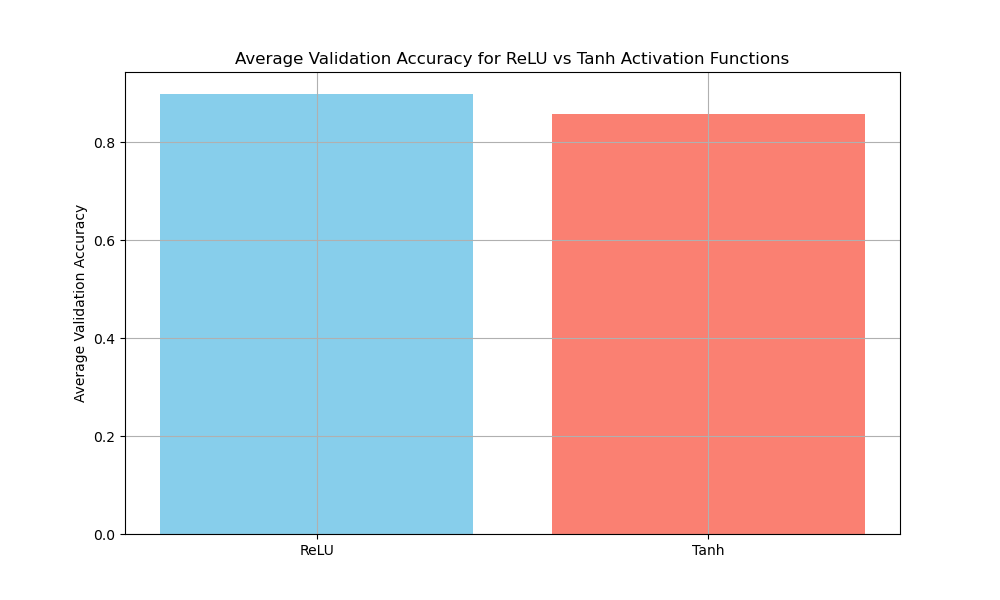 Average Validation Accuracy for ReLU vs Tanh Activation Functions
Average Validation Accuracy
0.8
0.6
0.4
0.2
0.0
ReLU
Tanh